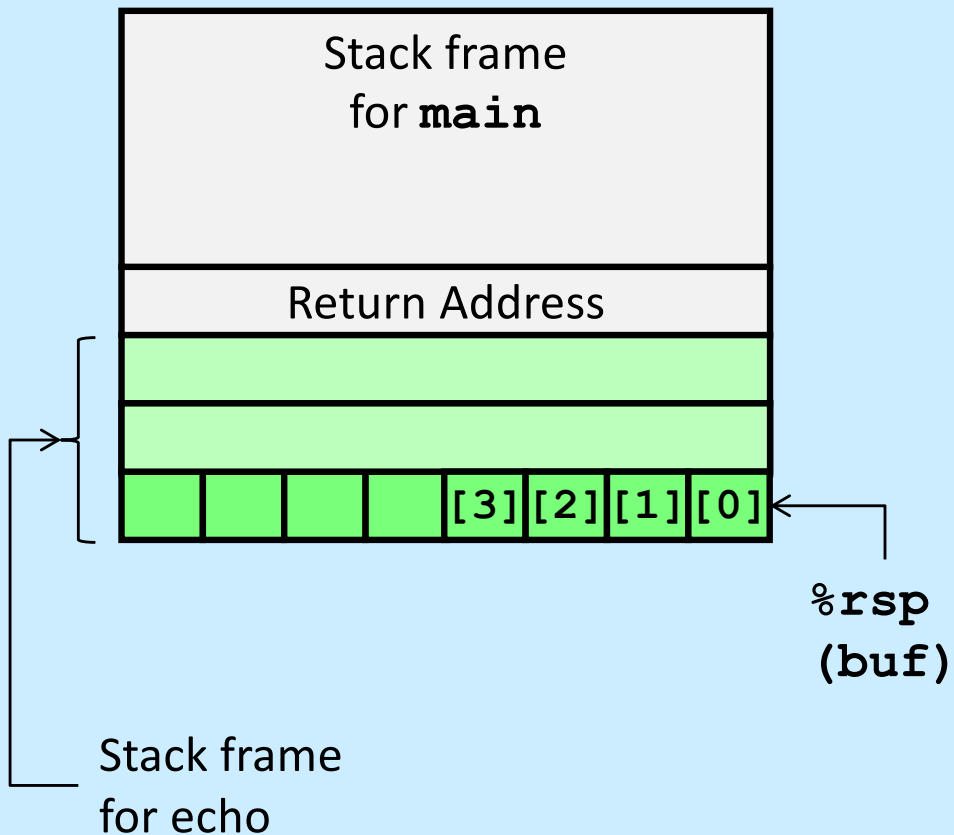 Stack frame
for main
Return Address
[3] [2] [1] [0]
%rsp
(buf)
Stack frame
for echo